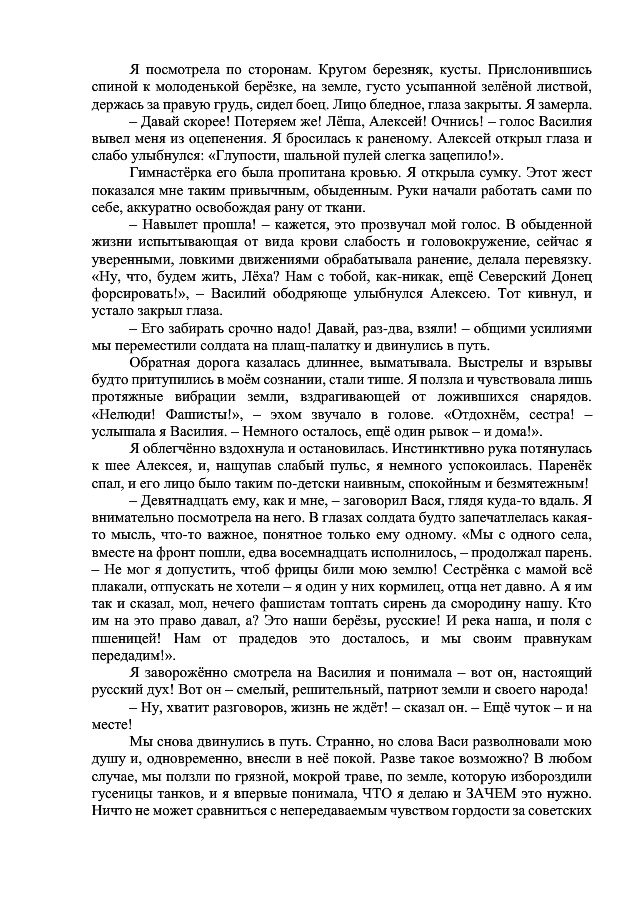 Я посмотрела по сторонам. Кругом березняк, кусты. Прислонившись
спиной к молоденькой берёзке, на земле, густо усыпанной зелёной листвой,
держась за правую грудь, сидел боец. Лицо бледное, глаза закрыты. Я замерла.
– Давай скорее! Потеряем же! Лёша, Алексей! Очнись! – голос Василия
вывел меня из оцепенения. Я бросилась к раненому. Алексей открыл глаза и
слабо улыбнулся: «Глупости, шальной пулей слегка зацепило!».
Гимнастёрка его была пропитана кровью. Я открыла сумку. Этот жест
показался мне таким привычным, обыденным. Руки начали работать сами по
себе, аккуратно освобождая рану от ткани.
– Навылет прошла! – кажется, это прозвучал мой голос. В обыденной
жизни испытывающая от вида крови слабость и головокружение, сейчас я
уверенными, ловкими движениями обрабатывала ранение, делала перевязку.
«Ну, что, будем жить, Лёха? Нам с тобой, как-никак, ещё Северский Донец
форсировать!», – Василий ободряюще улыбнулся Алексею. Тот кивнул, и
устало закрыл глаза.
– Его забирать срочно надо! Давай, раз-два, взяли! – общими усилиями
мы переместили солдата на плащ-палатку и двинулись в путь.
Обратная дорога казалась длиннее, выматывала. Выстрелы и взрывы
будто притупились в моём сознании, стали тише. Я ползла и чувствовала лишь
протяжные вибрации земли, вздрагивающей от ложившихся снарядов.
«Нелюди! Фашисты!», – эхом звучало в голове. «Отдохнём, сестра! –
услышала я Василия. – Немного осталось, ещё один рывок – и дома!».
Я облегчённо вздохнула и остановилась. Инстинктивно рука потянулась
к шее Алексея, и, нащупав слабый пульс, я немного успокоилась. Паренёк
спал, и его лицо было таким по-детски наивным, спокойным и безмятежным!
– Девятнадцать ему, как и мне, – заговорил Вася, глядя куда-то вдаль. Я
внимательно посмотрела на него. В глазах солдата будто запечатлелась какая-
то мысль, что-то важное, понятное только ему одному. «Мы с одного села,
вместе на фронт пошли, едва восемнадцать исполнилось, – продолжал парень.
– Не мог я допустить, чтоб фрицы били мою землю! Сестрёнка с мамой всё
плакали, отпускать не хотели – я один у них кормилец, отца нет давно. А я им
так и сказал, мол, нечего фашистам топтать сирень да смородину нашу. Кто
им на это право давал, а? Это наши берёзы, русские! И река наша, и поля с
пшеницей! Нам от прадедов это досталось, и мы своим правнукам
передадим!».
Я заворожённо смотрела на Василия и понимала – вот он, настоящий
русский дух! Вот он – смелый, решительный, патриот земли и своего народа!
– Ну, хватит разговоров, жизнь не ждёт! – сказал он. – Ещё чуток – и на
месте!
Мы снова двинулись в путь. Странно, но слова Васи разволновали мою
душу и, одновременно, внесли в неё покой. Разве такое возможно? В любом
случае, мы ползли по грязной, мокрой траве, по земле, которую избороздили
гусеницы танков, и я впервые понимала, ЧТО я делаю и ЗАЧЕМ это нужно.
Ничто не может сравниться с непередаваемым чувством гордости за советских